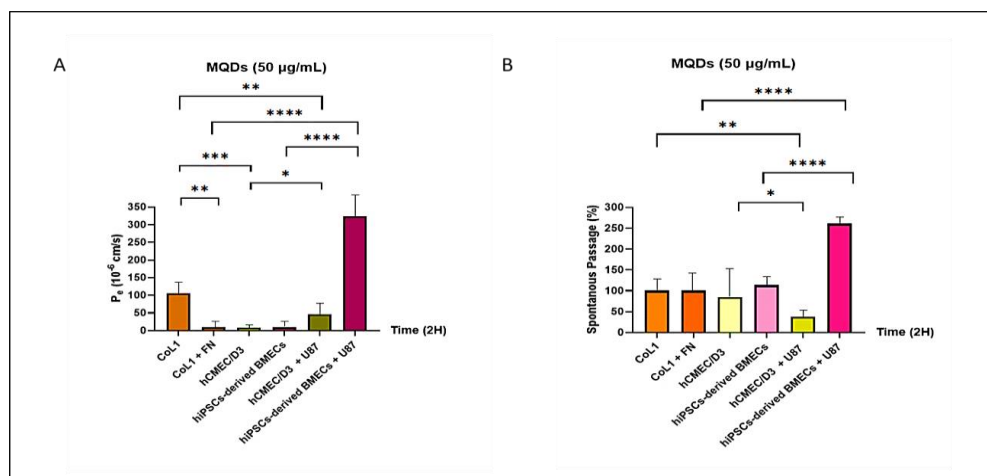 A
MQDs (50 µg/mL)
**
****
****
***
*
**
Pe (10-6 cm/s)
350
300
250
200
150
100
50
0
Time (2H)
CoL1
CoL1 + FN
hCMEC/D3
hiPSCs-derived BMECs
hCMEC/D3 + U87
hiPSCs-derived BMECs + U87
B
MQDs (50 µg/mL)
****
**
****
*
Spontanous Passage (%)
300
250
200
150
100
50
0
Time (2H)
CoL1
CoL1 + FN
hCMEC/D3
hiPSCs-derived BMECs
hCMEC/D3 + U87
hiPSCs-derived BMECs + U87